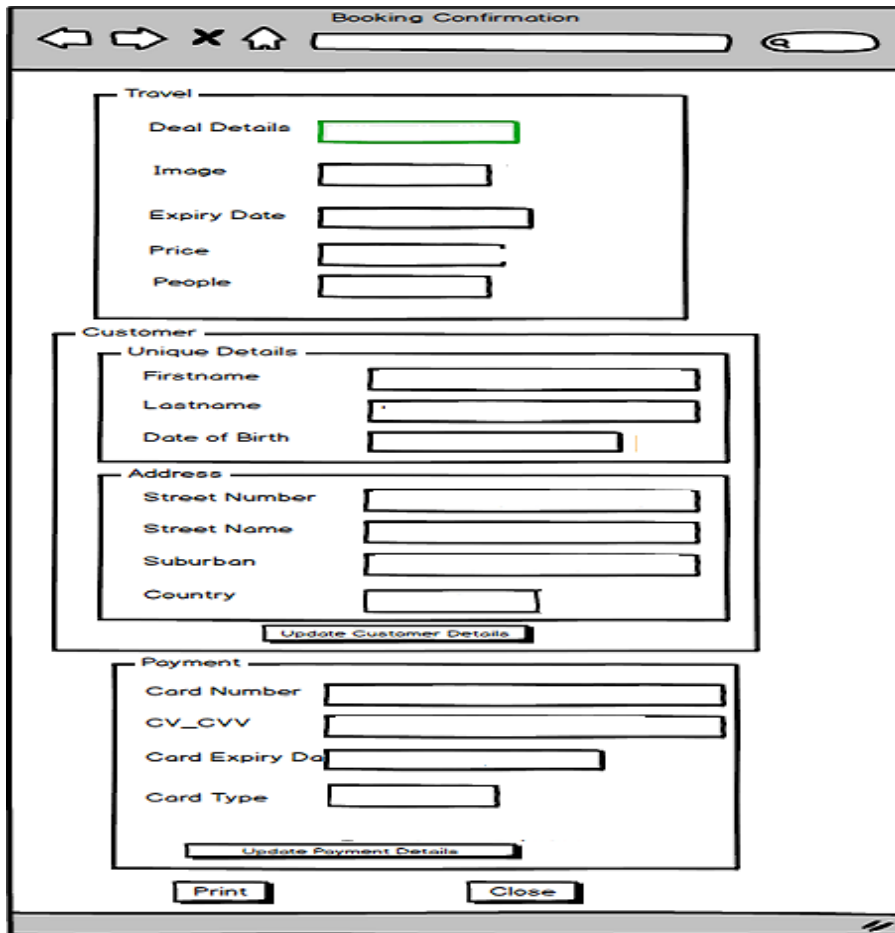 Booking Confirmation
Travel
Deal Details
Image
Expiry Date
Price
People
Customer
Unique Details
Firstname
Lastname
Date of Birth
Address
Street Number
Street Name
Suburban
Country
Update Customer Details
Payment
Card Number
CV_CVV
Card Expiry Da
Card Type
Update Payment Details
Print Close